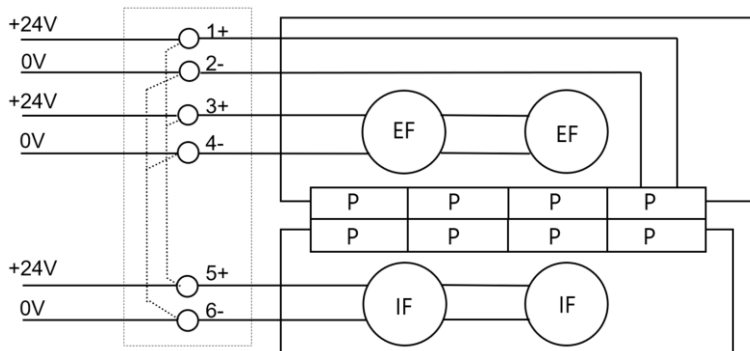 +24V 1+
0V 2-
+24V 3+
0V 4-
EF EF
P P P P
P P P P
+24V 5+
0V 6-
IF IF